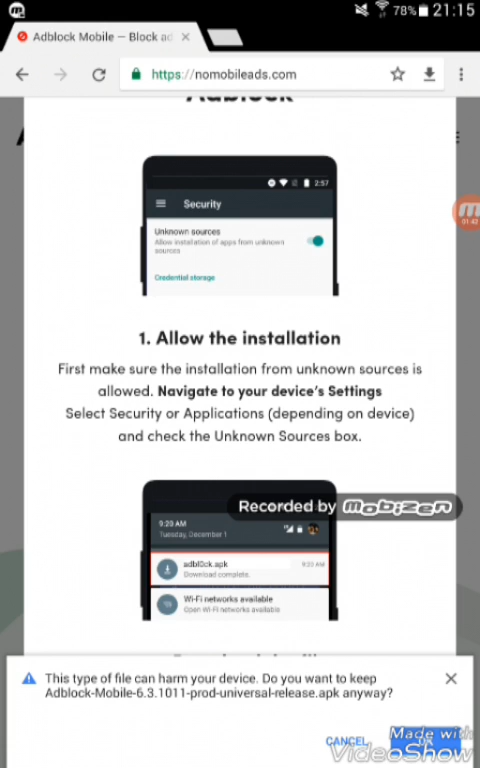 78% 21:15
Adblock Mobile — Block ad
https://nomobileads.com
Adblock
2:57
Security
Unknown sources
Allow installation of apps from unknown
sources
Credential storage
01:42
1. Allow the installation
First make sure the installation from unknown sources is
allowed. Navigate to your device's Settings
Select Security or Applications (depending on device)
and check the Unknown Sources box.
Recorded by mobizen
9:20 AM
Tuesday, December 1
adbl0ck.apk 9:20 AM
Download complete.
Wi-Fi networks available
Open Wi-Fi networks available
This type of file can harm your device. Do you want to keep
Adblock-Mobile-6.3.1011-prod-universal-release.apk anyway?
CANCEL OK
Made with
VideoShow